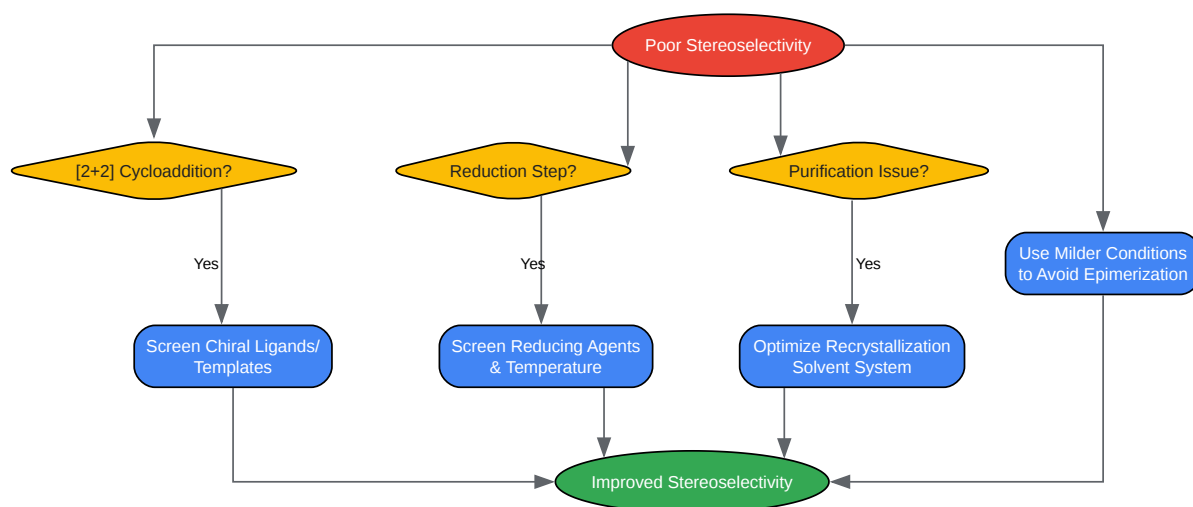 Poor Stereoselectivity
[2+2] Cycloaddition?
Reduction Step?
Purification Issue?
Use Milder Conditions
to Avoid Epimerization
Yes
Yes
Yes
Screen Chiral Ligands/
Templates
Screen Reducing Agents
& Temperature
Optimize Recrystallization
Solvent System
Improved Stereoselectivity